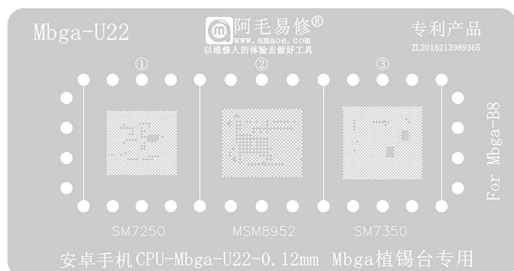 Mbga-U22
阿毛易修®
www.amaoe.com
以维修人的体验去做好工具
专利产品
ZL2016213989365
① ② ③
For Mbga-B8
SM7250 MSM8952 SM7350
安卓手机CPU-Mbga-U22-0.12mm Mbga植锡台专用